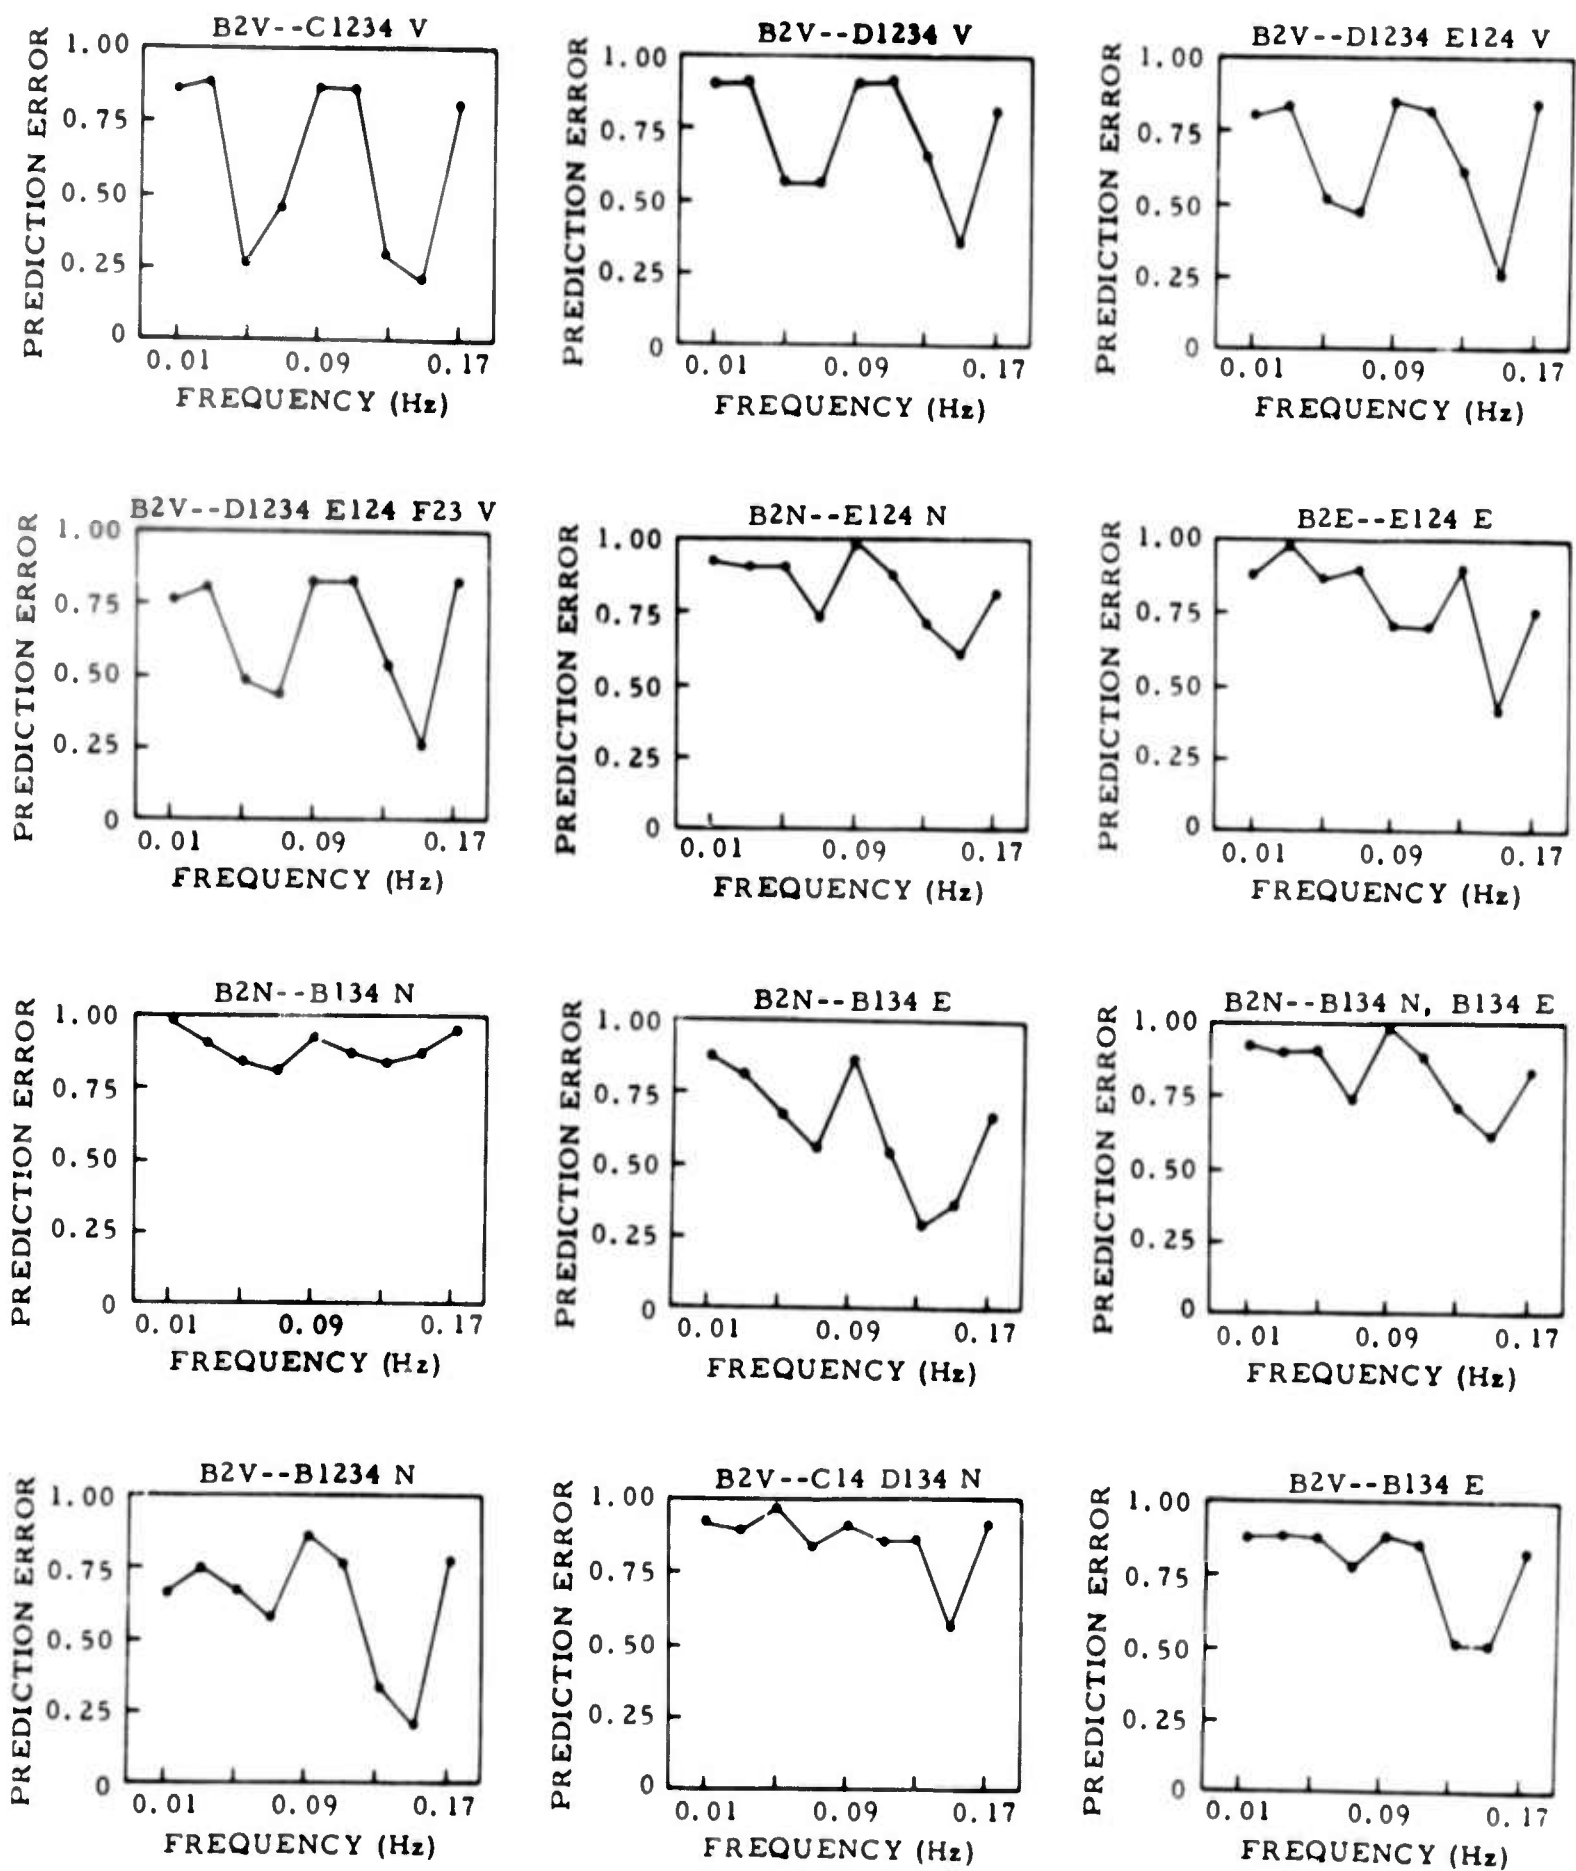 B2V--C1234 V
PREDICTION ERROR
1.00
0.75
0.50
0.25
0
0.01 0.09 0.17
FREQUENCY (Hz)
B2V--D1234 V
PREDICTION ERROR
1.00
0.75
0.50
0.25
0
0.01 0.09 0.17
FREQUENCY (Hz)
B2V--D1234 E124 V
PREDICTION ERROR
1.00
0.75
0.50
0.25
0
0.01 0.09 0.17
FREQUENCY (Hz)
B2V--D1234 E124 F23 V
PREDICTION ERROR
1.00
0.75
0.50
0.25
0
0.01 0.09 0.17
FREQUENCY (Hz)
B2N--E124 N
PREDICTION ERROR
1.00
0.75
0.50
0.25
0
0.01 0.09 0.17
FREQUENCY (Hz)
B2E--E124 E
PREDICTION ERROR
1.00
0.75
0.50
0.25
0
0.01 0.09 0.17
FREQUENCY (Hz)
B2N--B134 N
PREDICTION ERROR
1.00
0.75
0.50
0.25
0
0.01 0.09 0.17
FREQUENCY (Hz)
B2N--B134 E
PREDICTION ERROR
1.00
0.75
0.50
0.25
0
0.01 0.09 0.17
FREQUENCY (Hz)
B2N--B134 N, B134 E
PREDICTION ERROR
1.00
0.75
0.50
0.25
0
0.01 0.09 0.17
FREQUENCY (Hz)
B2V--B1234 N
PREDICTION ERROR
1.00
0.75
0.50
0.25
0
0.01 0.09 0.17
FREQUENCY (Hz)
B2V--C14 D134 N
PREDICTION ERROR
1.00
0.75
0.50
0.25
0
0.01 0.09 0.17
FREQUENCY (Hz)
B2V--B134 E
PREDICTION ERROR
1.00
0.75
0.50
0.25
0
0.01 0.09 0.17
FREQUENCY (Hz)